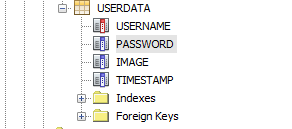 USERDATA
USERNAME
PASSWORD
IMAGE
TIMESTAMP
Indexes
Foreign Keys